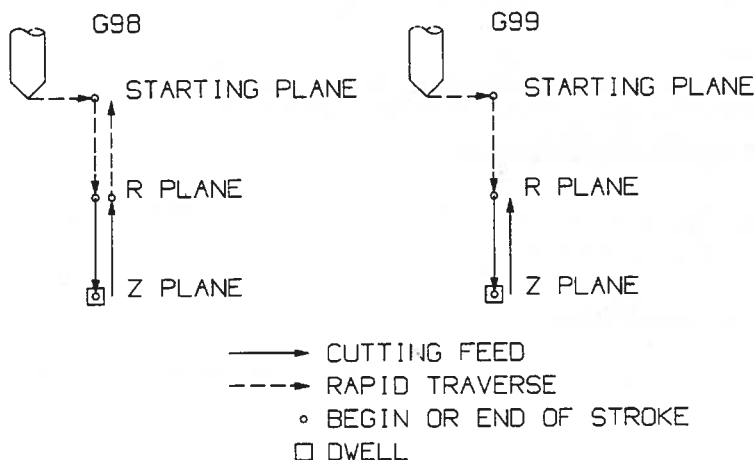 G98
STARTING PLANE
R PLANE
Z PLANE
G99
STARTING PLANE
R PLANE
Z PLANE
CUTTING FEED
RAPID TRAVERSE
BEGIN OR END OF STROKE
DWELL